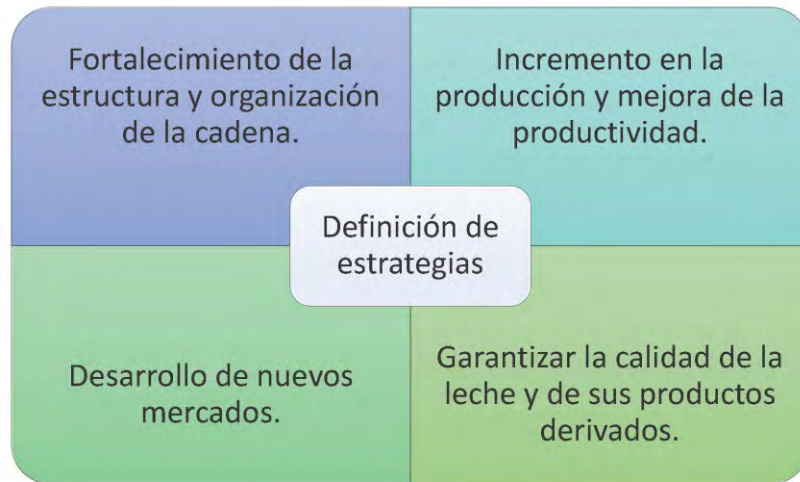 Fortalecimiento de la
estructura y organización
de la cadena.
Incremento en la
producción y mejora de la
productividad.
Definición de
estrategias
Desarrollo de nuevos
mercados.
Garantizar la calidad de la
leche y de sus productos
derivados.